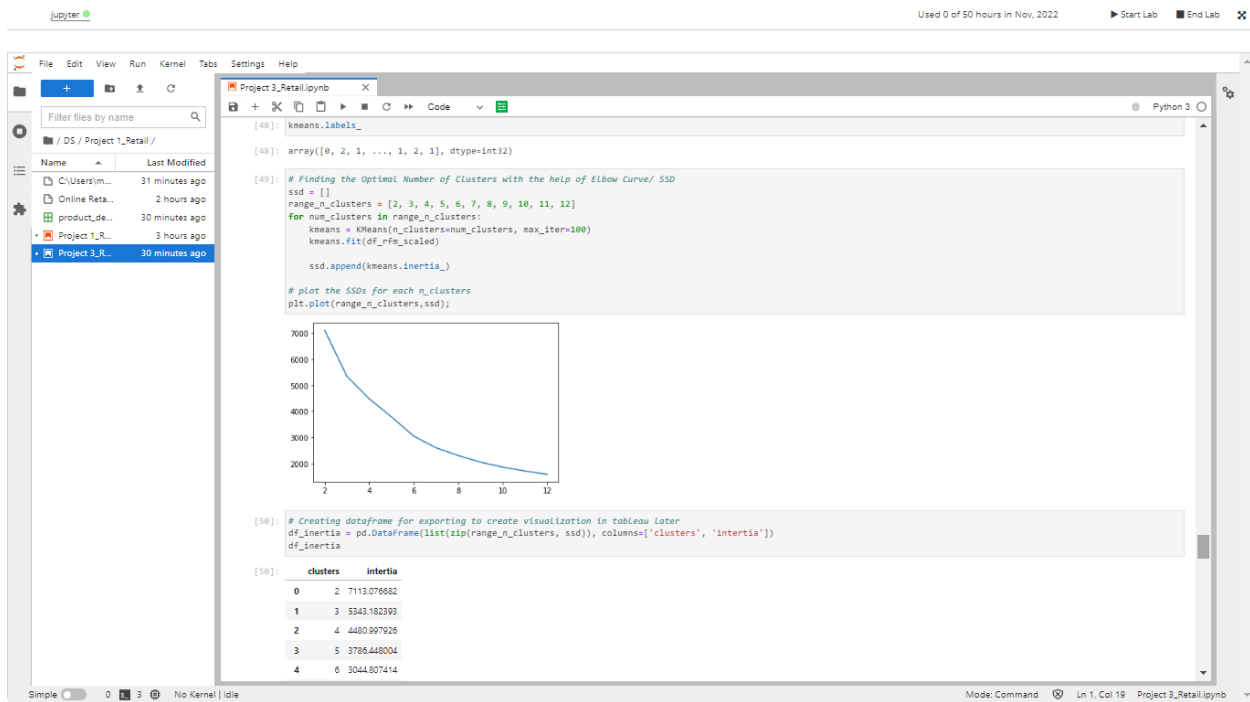 jupyter
Used 0 of 50 hours in Nov, 2022
Start Lab
End Lab
File Edit View Run Kernel Tabs Settings Help
+
Filter files by name
/ DS / Project 1_Retail /
Name
Last Modified
C:\Users\m... 31 minutes ago
Online Reta... 2 hours ago
product_de... 30 minutes ago
Project 1_R... 3 hours ago
Project 3_R... 30 minutes ago
Project 3_Retail.ipynb
Code
Python 3
[48]: kmeans.labels_
[48]: array([0, 2, 1, ..., 1, 2, 1], dtype=int32)
[49]: # Finding the Optimal Number of Clusters with the help of Elbow Curve/ SSD
ssd = []
range_n_clusters = [2, 3, 4, 5, 6, 7, 8, 9, 10, 11, 12]
for num_clusters in range_n_clusters:
    kmeans = KMeans(n_clusters=num_clusters, max_iter=100)
    kmeans.fit(df_rfm_scaled)
    ssd.append(kmeans.inertia_)
# plot the SSDs for each n_clusters
plt.plot(range_n_clusters,ssd);
7000
6000
5000
4000
3000
2000
2 4 6 8 10 12
[50]: # Creating dataframe for exporting to create visualization in tableau later
df_inertia = pd.DataFrame(list(zip(range_n_clusters, ssd)), columns=['clusters', 'intertia'])
df_inertia
[50]: clusters intertia
0 2 7113.076682
1 3 5343.182393
2 4 4480.997926
3 5 3786.448004
4 6 3044.807414
Simple 0 3 No Kernel | Idle
Mode: Command Ln 1, Col 19 Project 3_Retail.ipynb